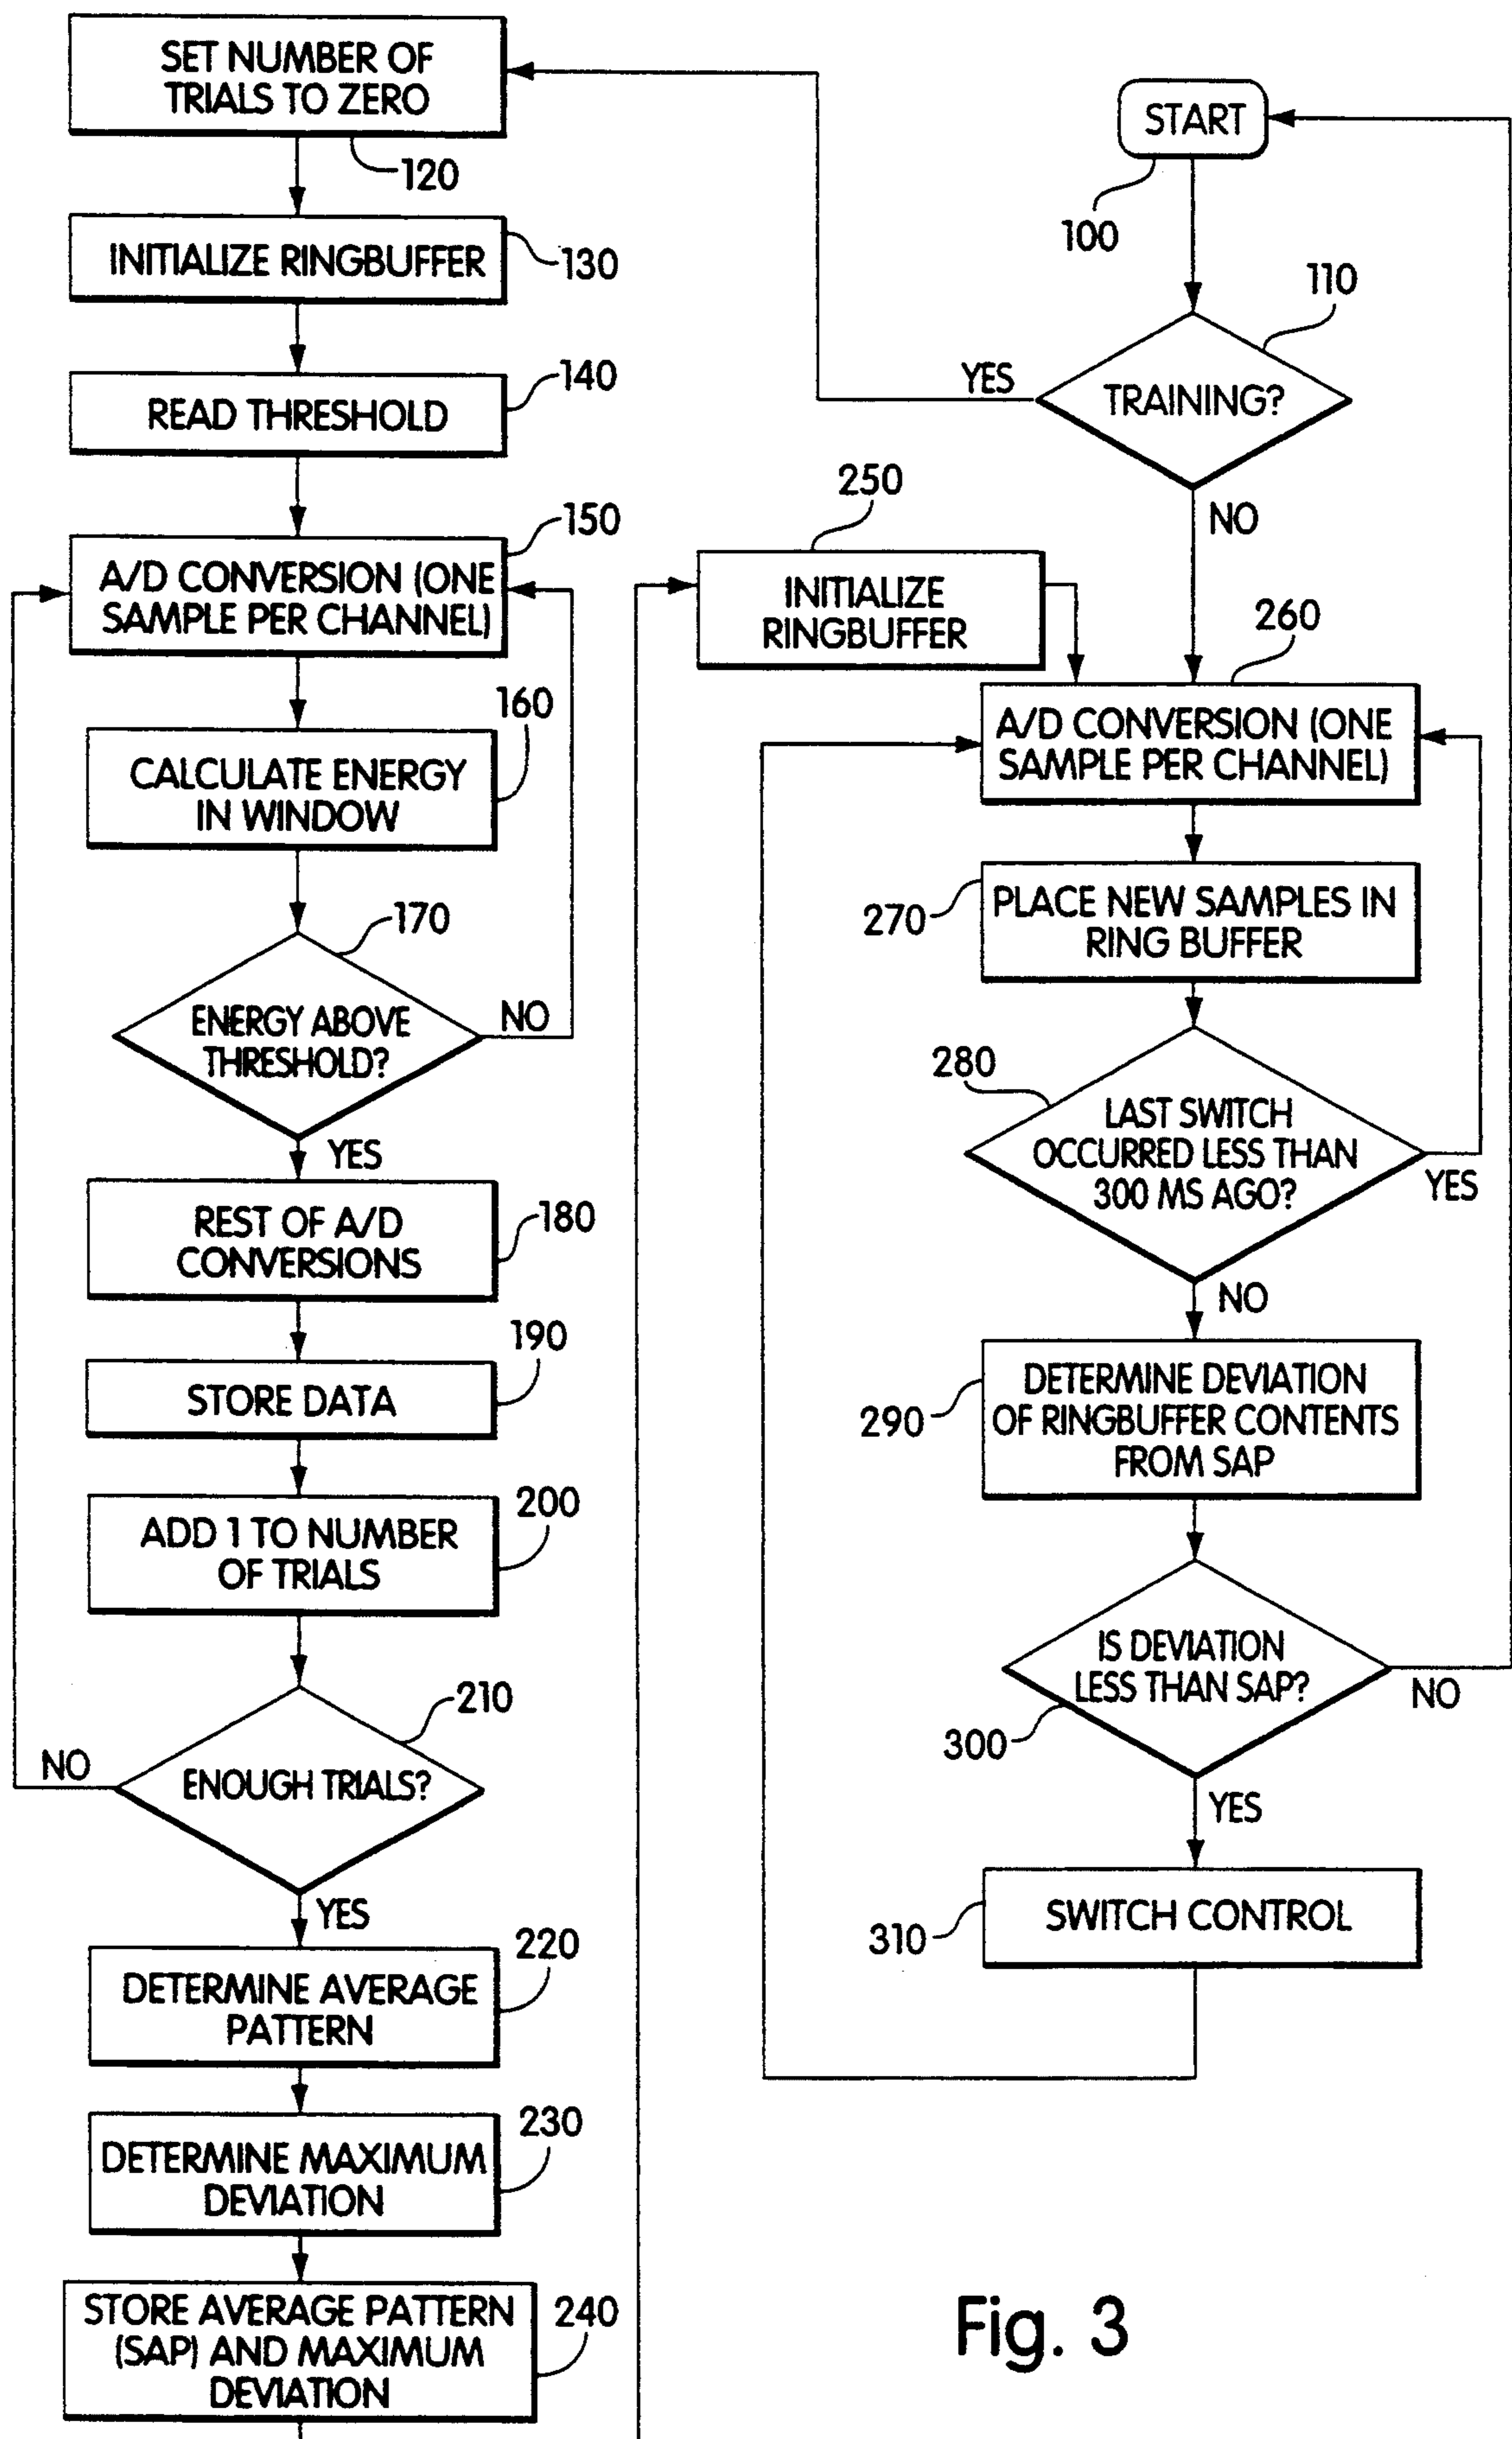 SET NUMBER OF
TRIALS TO ZERO
120
INITIALIZE RINGBUFFER
130
READ THRESHOLD
140
A/D CONVERSION (ONE
SAMPLE PER CHANNEL)
150
CALCULATE ENERGY
IN WINDOW
160
ENERGY ABOVE
THRESHOLD?
170
NO
YES
REST OF A/D
CONVERSIONS
180
STORE DATA
190
ADD 1 TO NUMBER
OF TRIALS
200
ENOUGH TRIALS?
210
NO
YES
DETERMINE AVERAGE
PATTERN
220
DETERMINE MAXIMUM
DEVIATION
230
STORE AVERAGE PATTERN
(SAP) AND MAXIMUM
DEVIATION
240
START
100
TRAINING?
110
YES
NO
INITIALIZE
RINGBUFFER
250
A/D CONVERSION (ONE
SAMPLE PER CHANNEL)
260
PLACE NEW SAMPLES IN
RING BUFFER
270
LAST SWITCH
OCCURRED LESS THAN
300 MS AGO?
280
YES
NO
DETERMINE DEVIATION
OF RINGBUFFER CONTENTS
FROM SAP
290
IS DEVIATION
LESS THAN SAP?
300
NO
YES
SWITCH CONTROL
310
Fig. 3